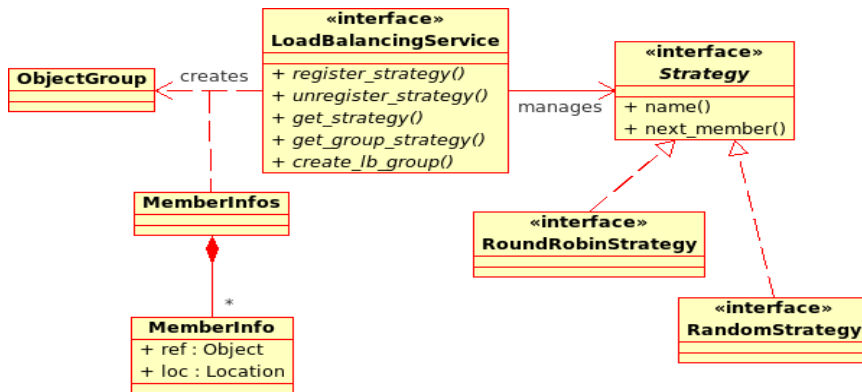 «interface»
LoadBalancingService
+ register_strategy()
+ unregister_strategy()
+ get_strategy()
+ get_group_strategy()
+ create_lb_group()
ObjectGroup
creates
manages
«interface»
Strategy
+ name()
+ next_member()
MemberInfos
*
MemberInfo
+ ref : Object
+ loc : Location
«interface»
RoundRobinStrategy
«interface»
RandomStrategy